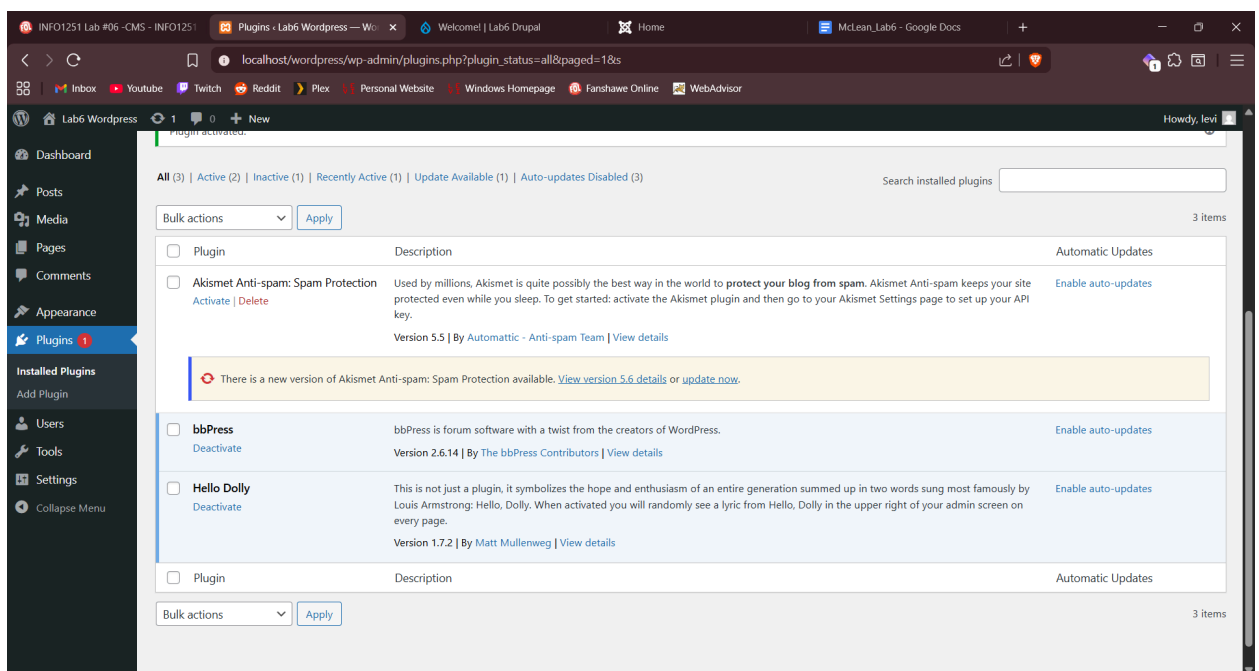 INFO1251 Lab #06 -CMS - INFO1251
Plugins ‹ Lab6 Wordpress — Wo
Welcome! | Lab6 Drupal
Home
McLean_Lab6 - Google Docs
localhost/wordpress/wp-admin/plugins.php?plugin_status=all&paged=1&s
1
Inbox
Youtube
Twitch
Reddit
Plex
Personal Website
Windows Homepage
Fanshawe Online
WebAdvisor
Lab6 Wordpress
1
0
New
Howdy, levi
Dashboard
Posts
Media
Pages
Comments
Appearance
Plugins 1
Installed Plugins
Add Plugin
Users
Tools
Settings
Collapse Menu
Plugin activated.
All (3) | Active (2) | Inactive (1) | Recently Active (1) | Update Available (1) | Auto-updates Disabled (3)
Search installed plugins
Bulk actions
Apply
3 items
Plugin
Description
Automatic Updates
Akismet Anti-spam: Spam Protection
Activate | Delete
Used by millions, Akismet is quite possibly the best way in the world to protect your blog from spam. Akismet Anti-spam keeps your site
protected even while you sleep. To get started: activate the Akismet plugin and then go to your Akismet Settings page to set up your API
key.
Version 5.5 | By Automattic - Anti-spam Team | View details
Enable auto-updates
There is a new version of Akismet Anti-spam: Spam Protection available. View version 5.6 details or update now.
bbPress
Deactivate
bbPress is forum software with a twist from the creators of WordPress.
Version 2.6.14 | By The bbPress Contributors | View details
Enable auto-updates
Hello Dolly
Deactivate
This is not just a plugin, it symbolizes the hope and enthusiasm of an entire generation summed up in two words sung most famously by
Louis Armstrong: Hello, Dolly. When activated you will randomly see a lyric from Hello, Dolly in the upper right of your admin screen on
every page.
Version 1.7.2 | By Matt Mullenweg | View details
Enable auto-updates
Plugin
Description
Automatic Updates
Bulk actions
Apply
3 items